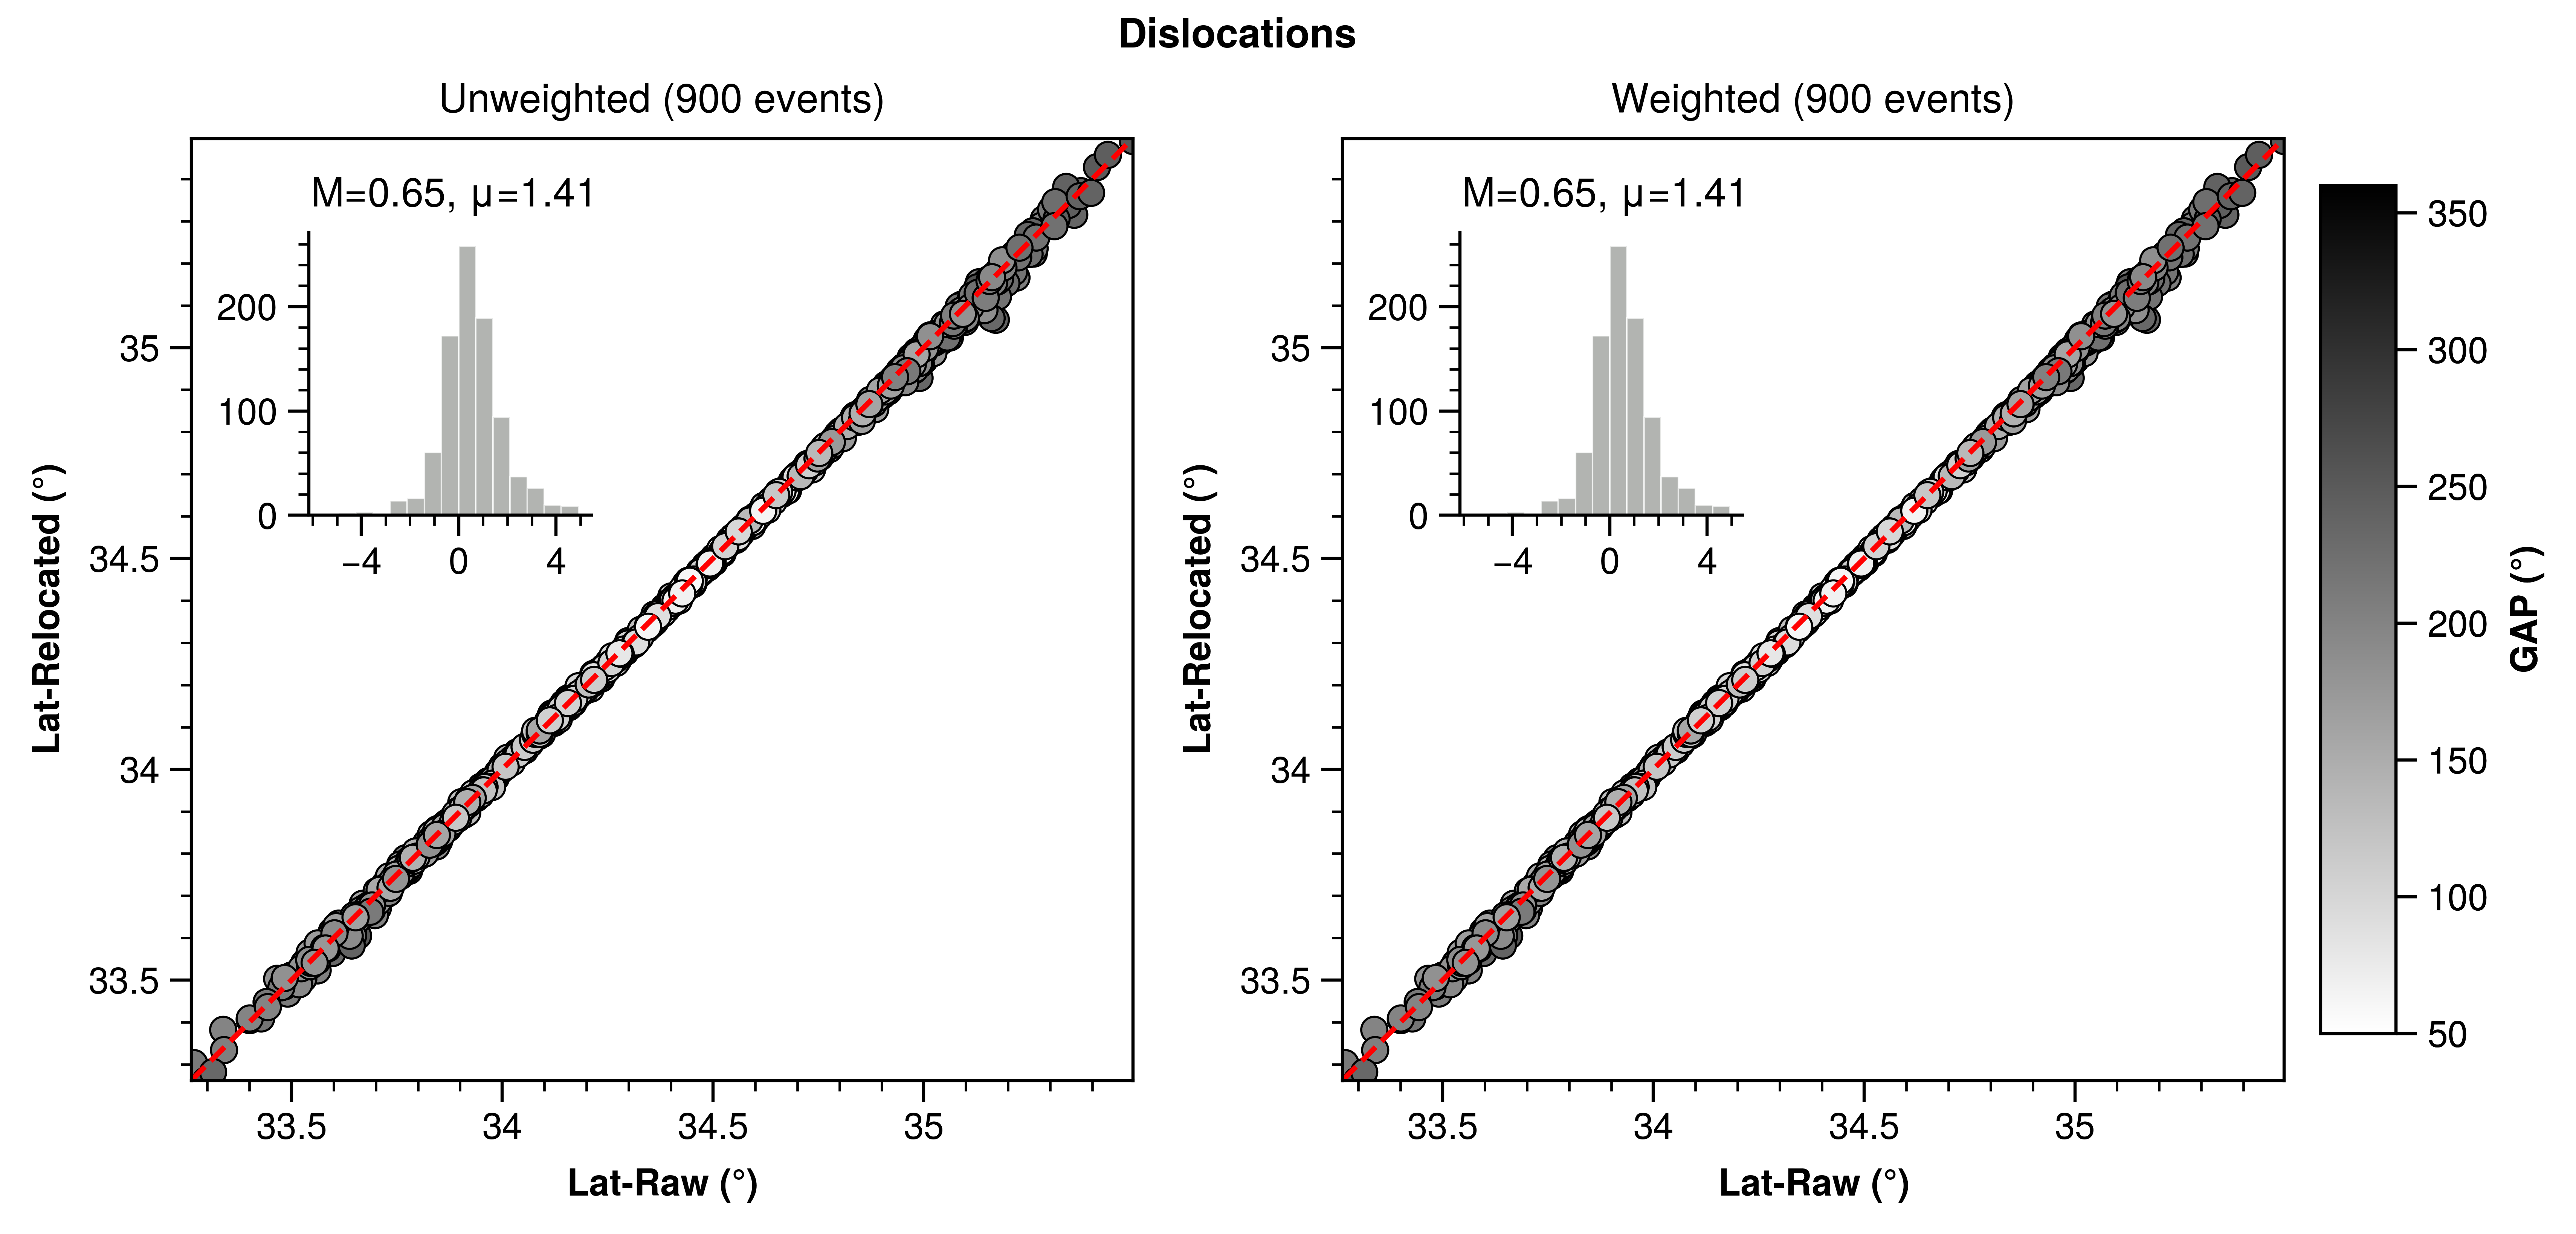 Dislocations
Unweighted (900 events)
M=0.65, μ=1.41
200
100
0
−4 0 4
35
34.5
34
33.5
33.5 34 34.5 35
Lat-Relocated (°)
Lat-Raw (°)
Weighted (900 events)
M=0.65, μ=1.41
200
100
0
−4 0 4
35
34.5
34
33.5
33.5 34 34.5 35
Lat-Relocated (°)
Lat-Raw (°)
350
300
250
200
150
100
50
GAP (°)